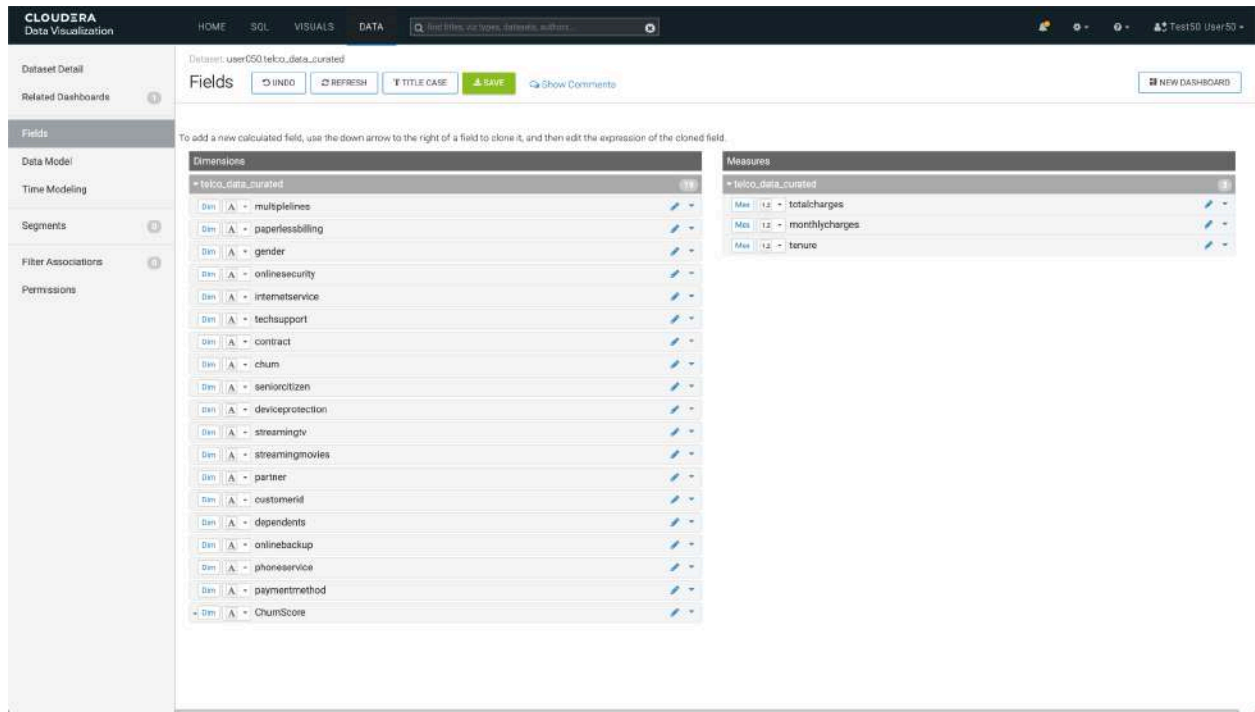 CLOUDERA
Data Visualization
HOME SQL VISUALS DATA
Test50 User50
Dataset: user050.telco_data_curated
Fields UNDO REFRESH TITLE CASE SAVE Show Comments NEW DASHBOARD
Dataset Detail
Related Dashboards
Fields
Data Model
Time Modeling
Segments
Filter Associations
Permissions
To add a new calculated field, use the down arrow to the right of a field to clone it, and then edit the expression of the cloned field.
Dimensions
telco_data_curated 19
Dim A multiplelines
Dim A paperlessbilling
Dim A gender
Dim A onlinesecurity
Dim A internetservice
Dim A techsupport
Dim A contract
Dim A churn
Dim A seniorcitizen
Dim A deviceprotection
Dim A streamingtv
Dim A streamingmovies
Dim A partner
Dim A customerid
Dim A dependents
Dim A onlinebackup
Dim A phoneservice
Dim A paymentmethod
Dim A ChurnScore
Measures
telco_data_curated 3
Mes 1.2 totalcharges
Mes 1.2 monthlycharges
Mes 1.2 tenure